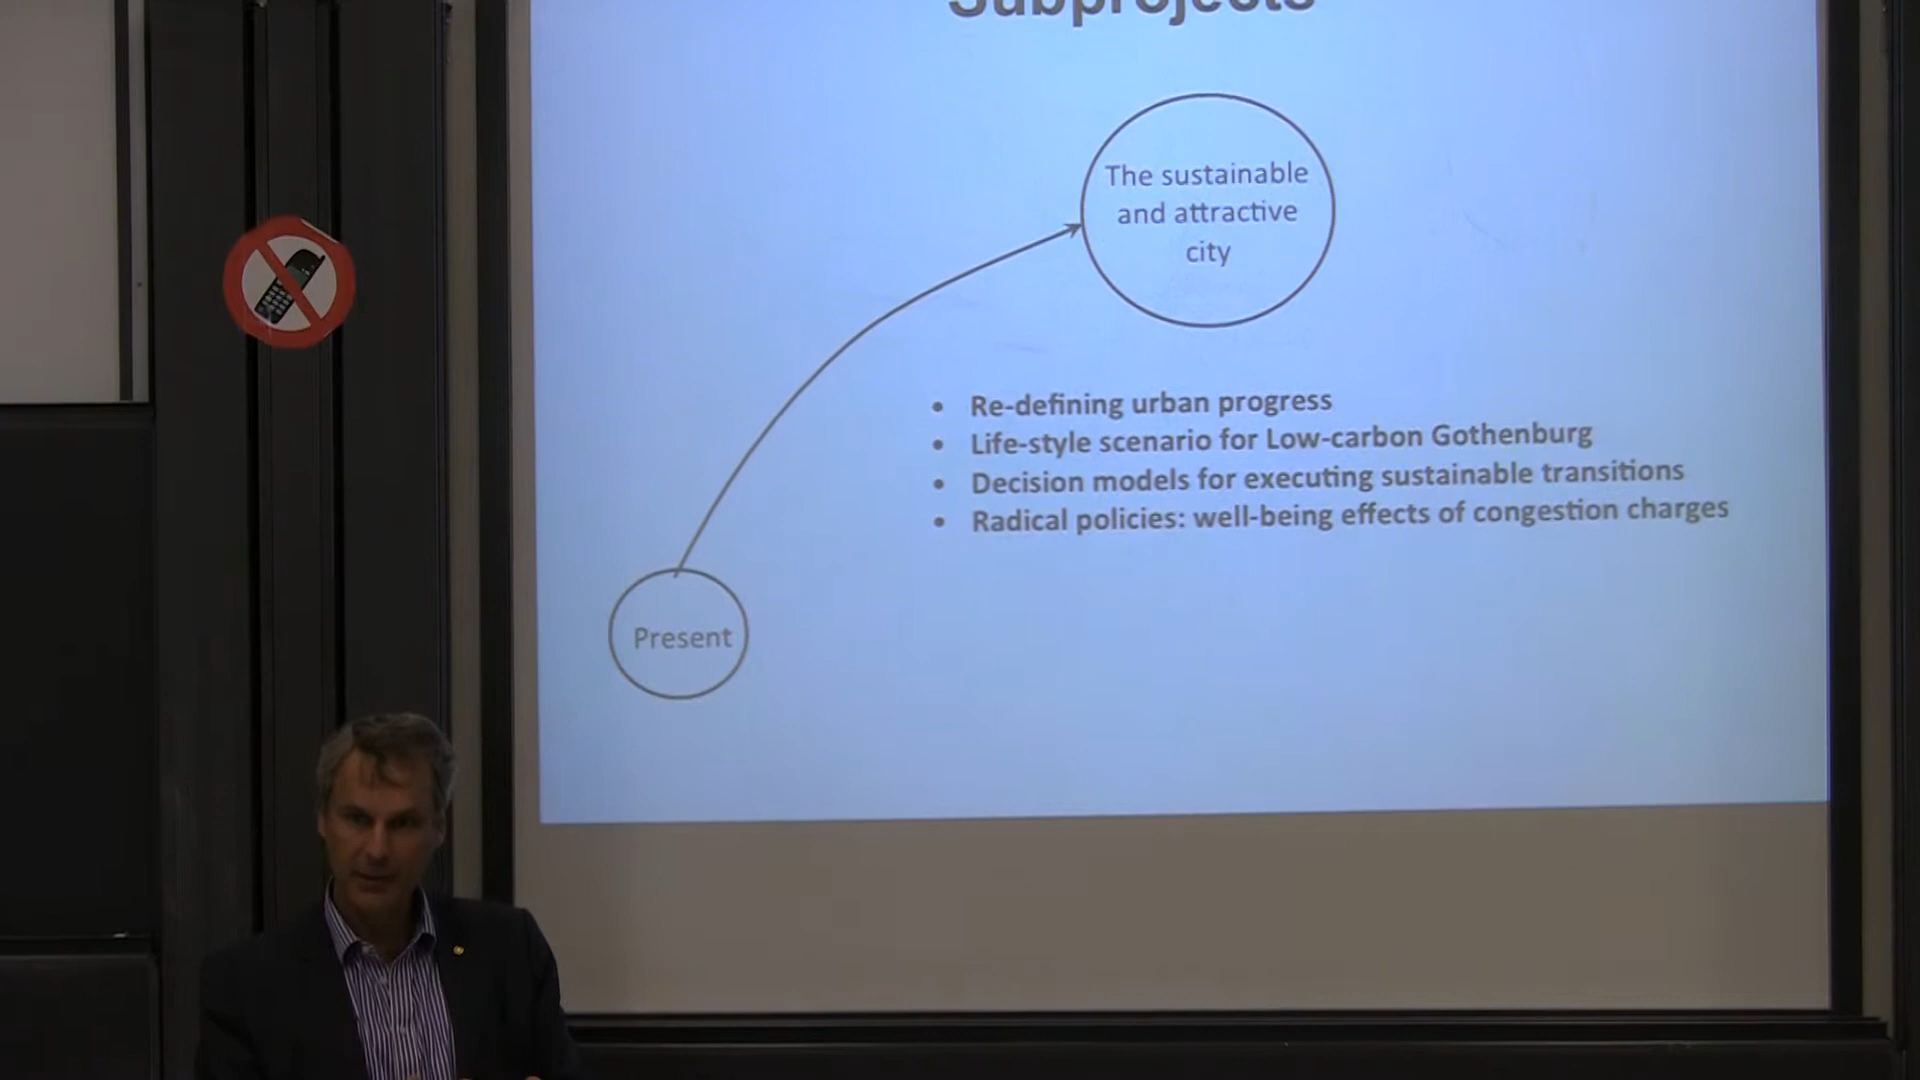 Subprojects
The sustainable
and attractive
city
• Re-defining urban progress
• Life-style scenario for Low-carbon Gothenburg
• Decision models for executing sustainable transitions
• Radical policies: well-being effects of congestion charges
Present